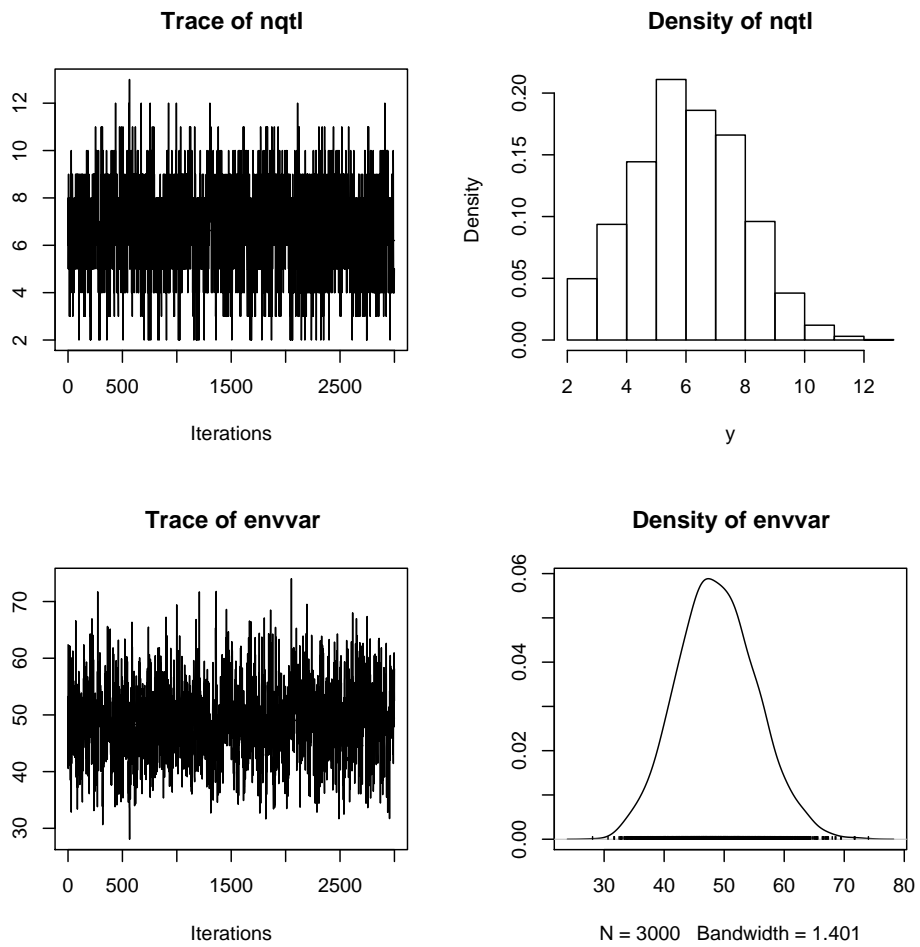 Trace of nqtl
2 4 6 8 10 12
0 500 1500 2500
Iterations
Density of nqtl
Density
0.00 0.05 0.10 0.15 0.20
2 4 6 8 10 12
y
Trace of envvar
30 40 50 60 70
0 500 1500 2500
Iterations
Density of envvar
0.00 0.02 0.04 0.06
30 40 50 60 70 80
N = 3000 Bandwidth = 1.401